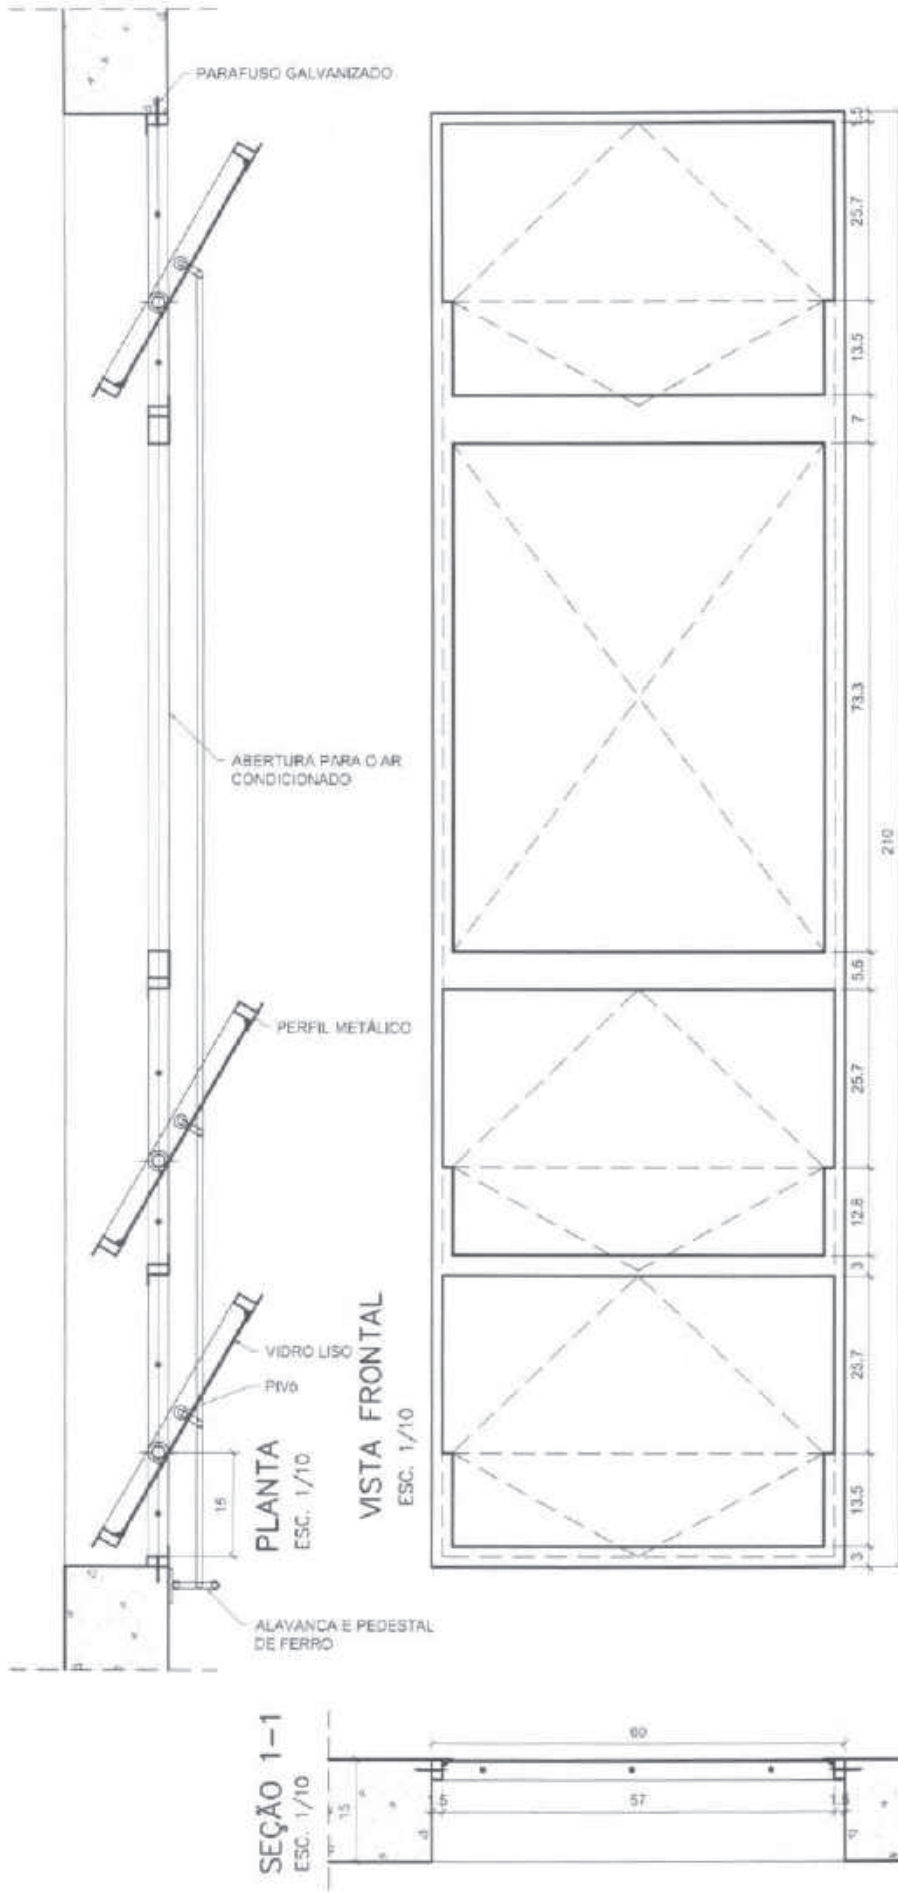 PARAFUSO GALVANIZADO
ABERTURA PARA O AR
CONDICIONADO
PERFIL METÁLICO
VIDRO LISO
PIVô
15
PLANTA
ESC. 1/10
ALAVANCA E PEDESTAL
DE FERRO
VISTA FRONTAL
ESC. 1/10
1.5
25.7
13.5
7
73.3
5.6
25.7
12.8
3
25.7
13.5
3
210
SEÇÃO 1-1
ESC. 1/10
15
60
1.5
57
1.5